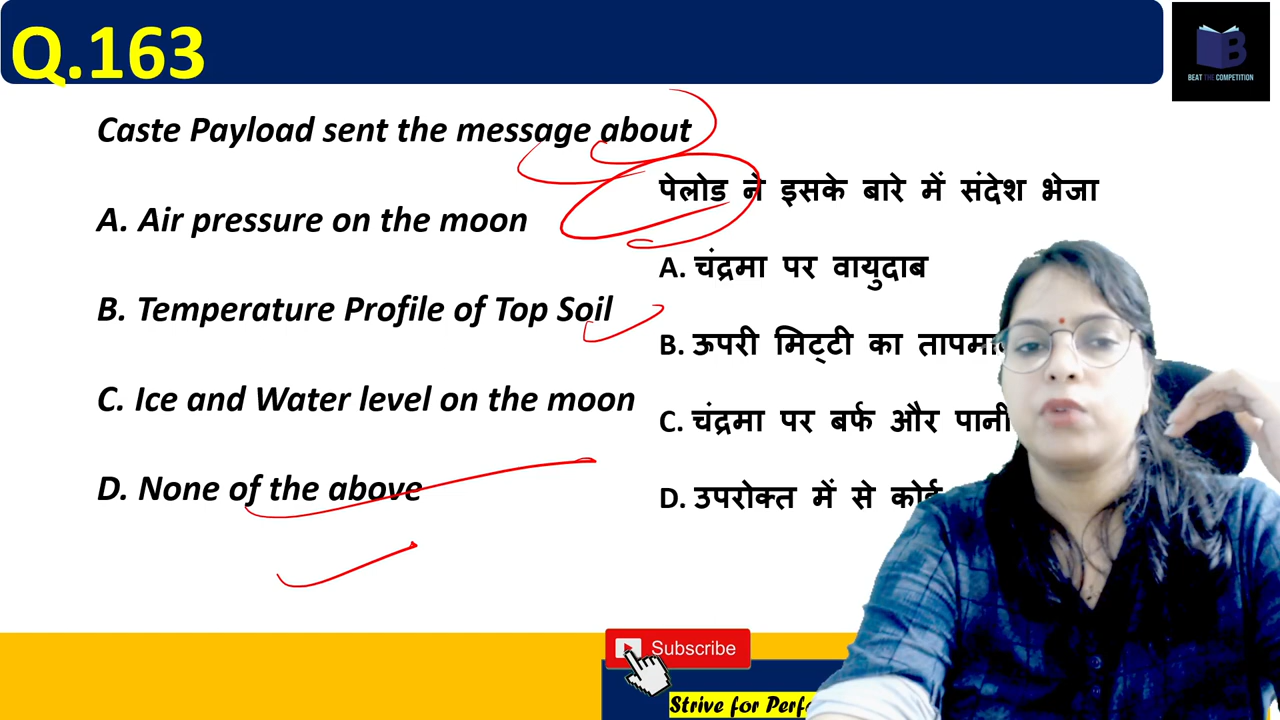 Q.163
BEAT THE COMPETITION
Caste Payload sent the message about
A. Air pressure on the moon
B. Temperature Profile of Top Soil
C. Ice and Water level on the moon
D. None of the above
पेलोड ने इसके बारे में संदेश भेजा
A. चंद्रमा पर वायुदाब
B. ऊपरी मिट्टी का
C. चंद्रमा पर बर्फ और पानी
D. उपरोक्त में से
Subscribe
Strive for